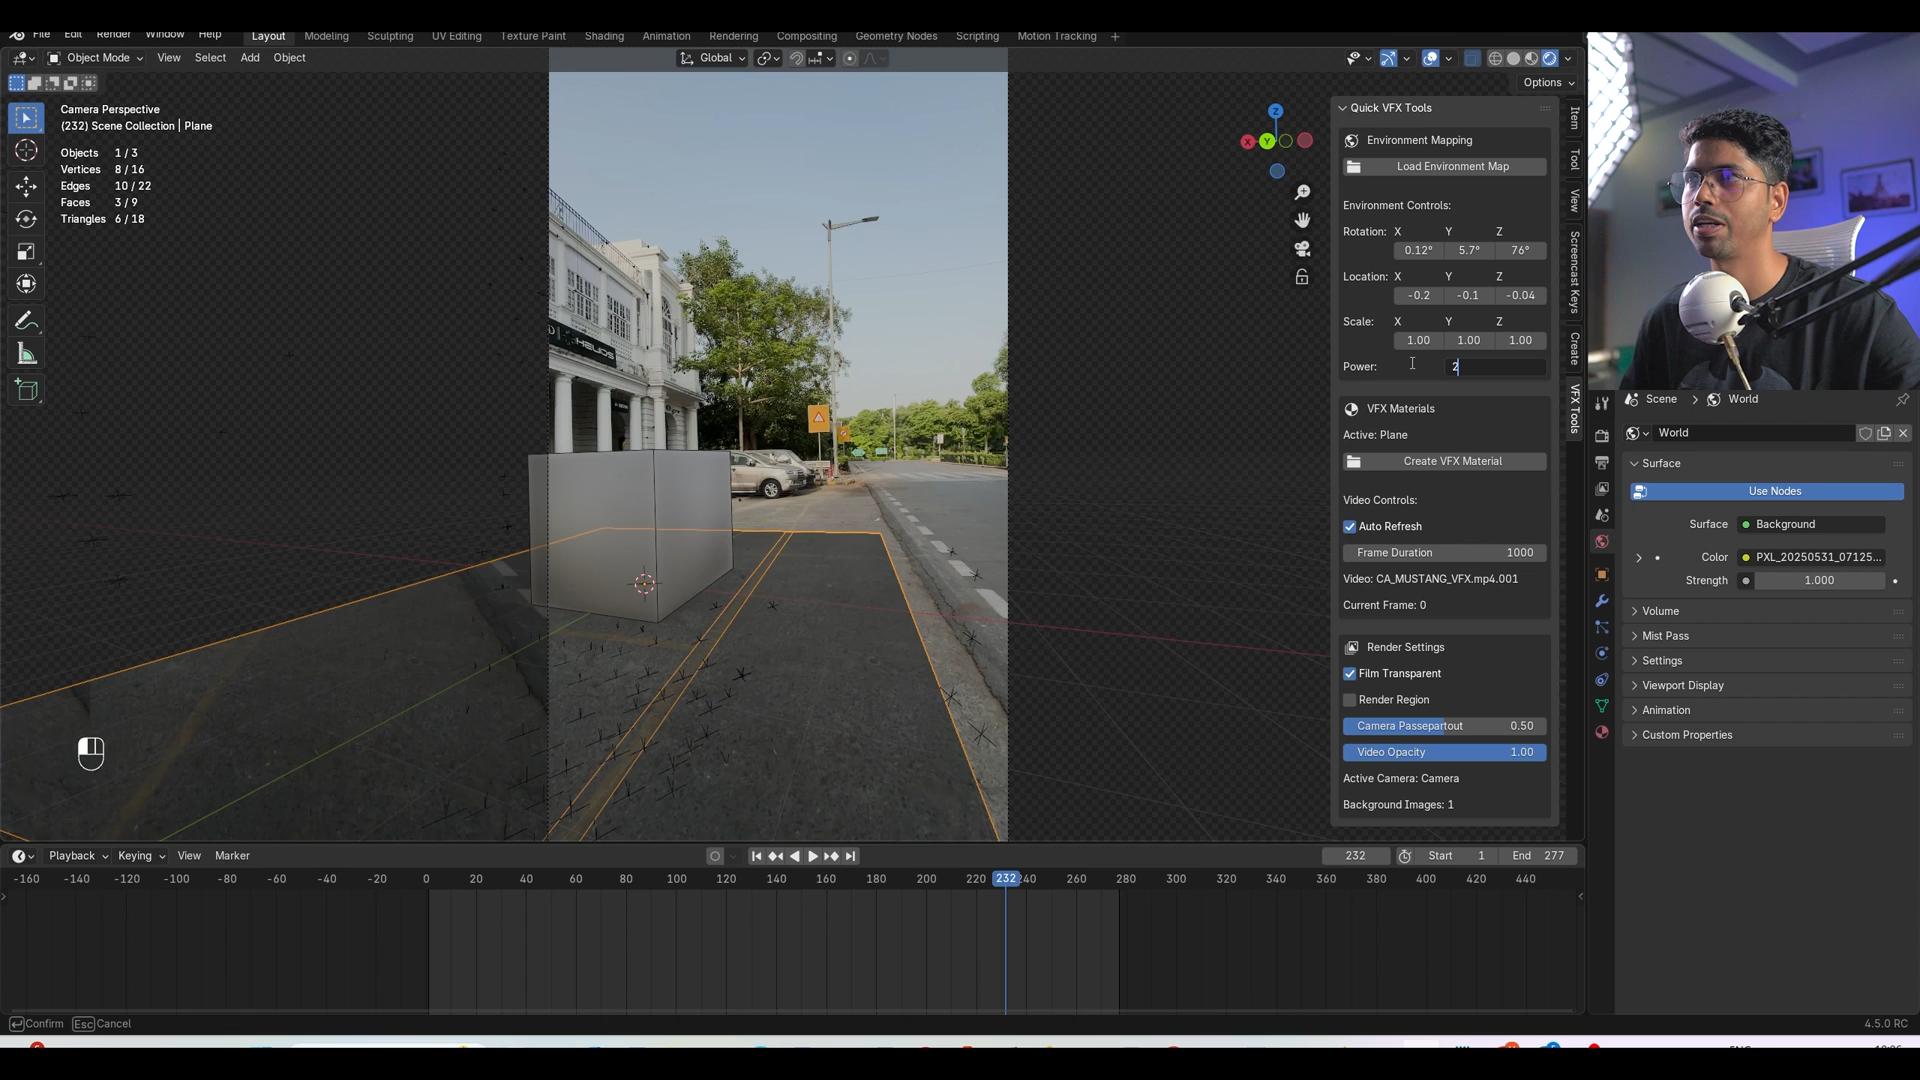 File Edit Render Window Help Layout Modeling Sculpting UV Editing Texture Paint Shading Animation Rendering Compositing Geometry Nodes Scripting Motion Tracking +
Object Mode View Select Add Object Global
Options
Camera Perspective
(232) Scene Collection | Plane
Objects 1 / 3
Vertices 8 / 16
Edges 10 / 22
Faces 3 / 9
Triangles 6 / 18
Z
X Y
HELIOS
Quick VFX Tools
Environment Mapping
Load Environment Map
Environment Controls:
Rotation: X Y Z
0.12° 5.7° 76°
Location: X Y Z
-0.2 -0.1 -0.04
Scale: X Y Z
1.00 1.00 1.00
Power: 2
VFX Materials
Active: Plane
Create VFX Material
Video Controls:
Auto Refresh
Frame Duration 1000
Video: CA_MUSTANG_VFX.mp4.001
Current Frame: 0
Render Settings
Film Transparent
Render Region
Camera Passepartout 0.50
Video Opacity 1.00
Active Camera: Camera
Background Images: 1
Item
Tool
View
Screencast Keys
Create
VFX Tools
Scene > World
World
Surface
Use Nodes
Surface Background
Color PXL_20250531_07125...
Strength 1.000
Volume
Mist Pass
Settings
Viewport Display
Animation
Custom Properties
Playback Keying View Marker 232 Start 1 End 277
-160 -140 -120 -100 -80 -60 -40 -20 0 20 40 60 80 100 120 140 160 180 200 220 232 240 260 280 300 320 340 360 380 400 420 440
Confirm Esc Cancel 4.5.0 RC